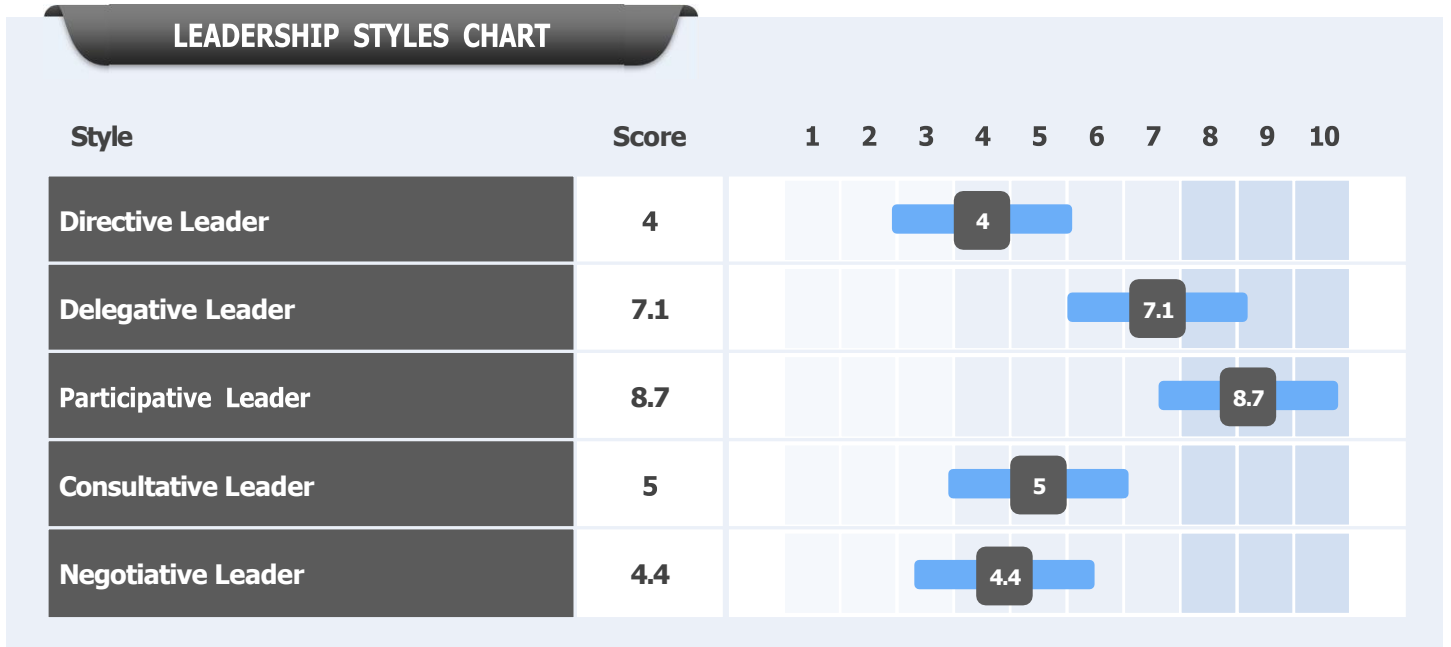 LEADERSHIP STYLES CHART
Style Score 1 2 3 4 5 6 7 8 9 10
Directive Leader 4 4
Delegative Leader 7.1 7.1
Participative Leader 8.7 8.7
Consultative Leader 5 5
Negotiative Leader 4.4 4.4